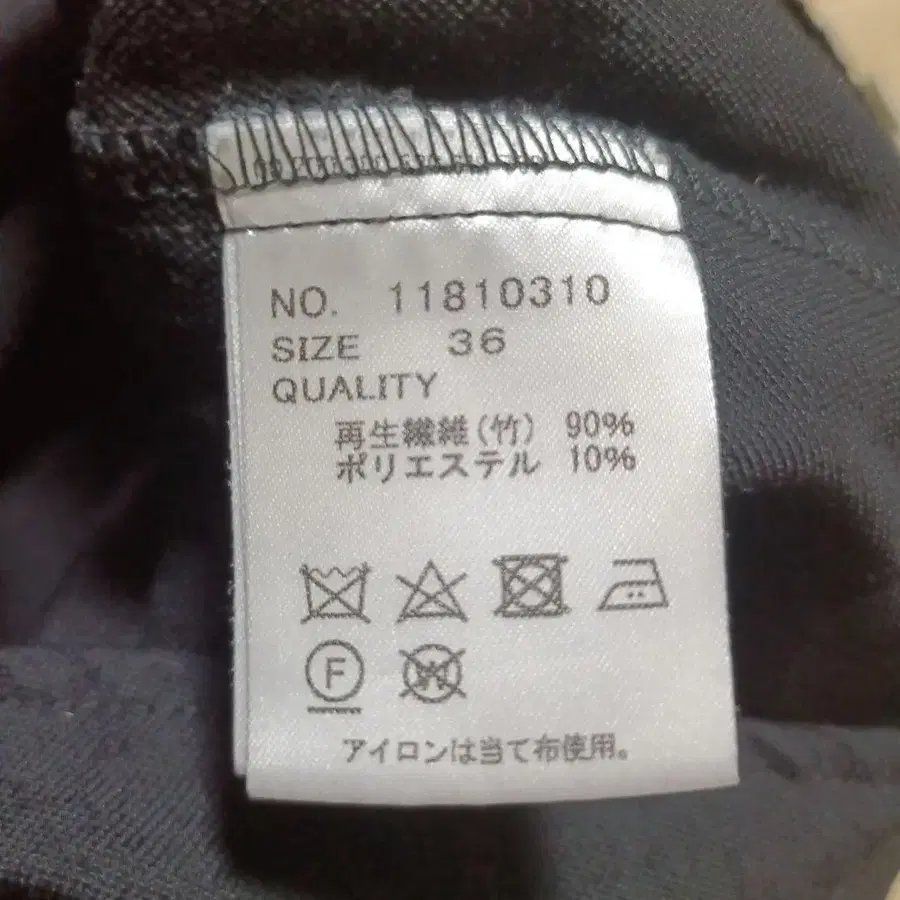 NO. 11810310
SIZE 36
QUALITY
再生繊維(竹) 90%
ポリエステル 10%
F W
アイロンは当て布使用。